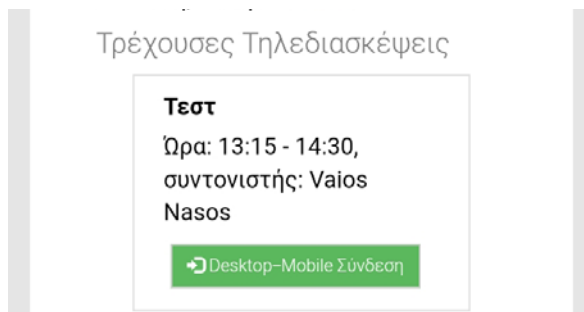 Τρέχουσες Τηλεδιασκέψεις
Τεστ
Ώρα: 13:15 - 14:30,
συντονιστής: Vaios
Nasos
Desktop-Mobile Σύνδεση